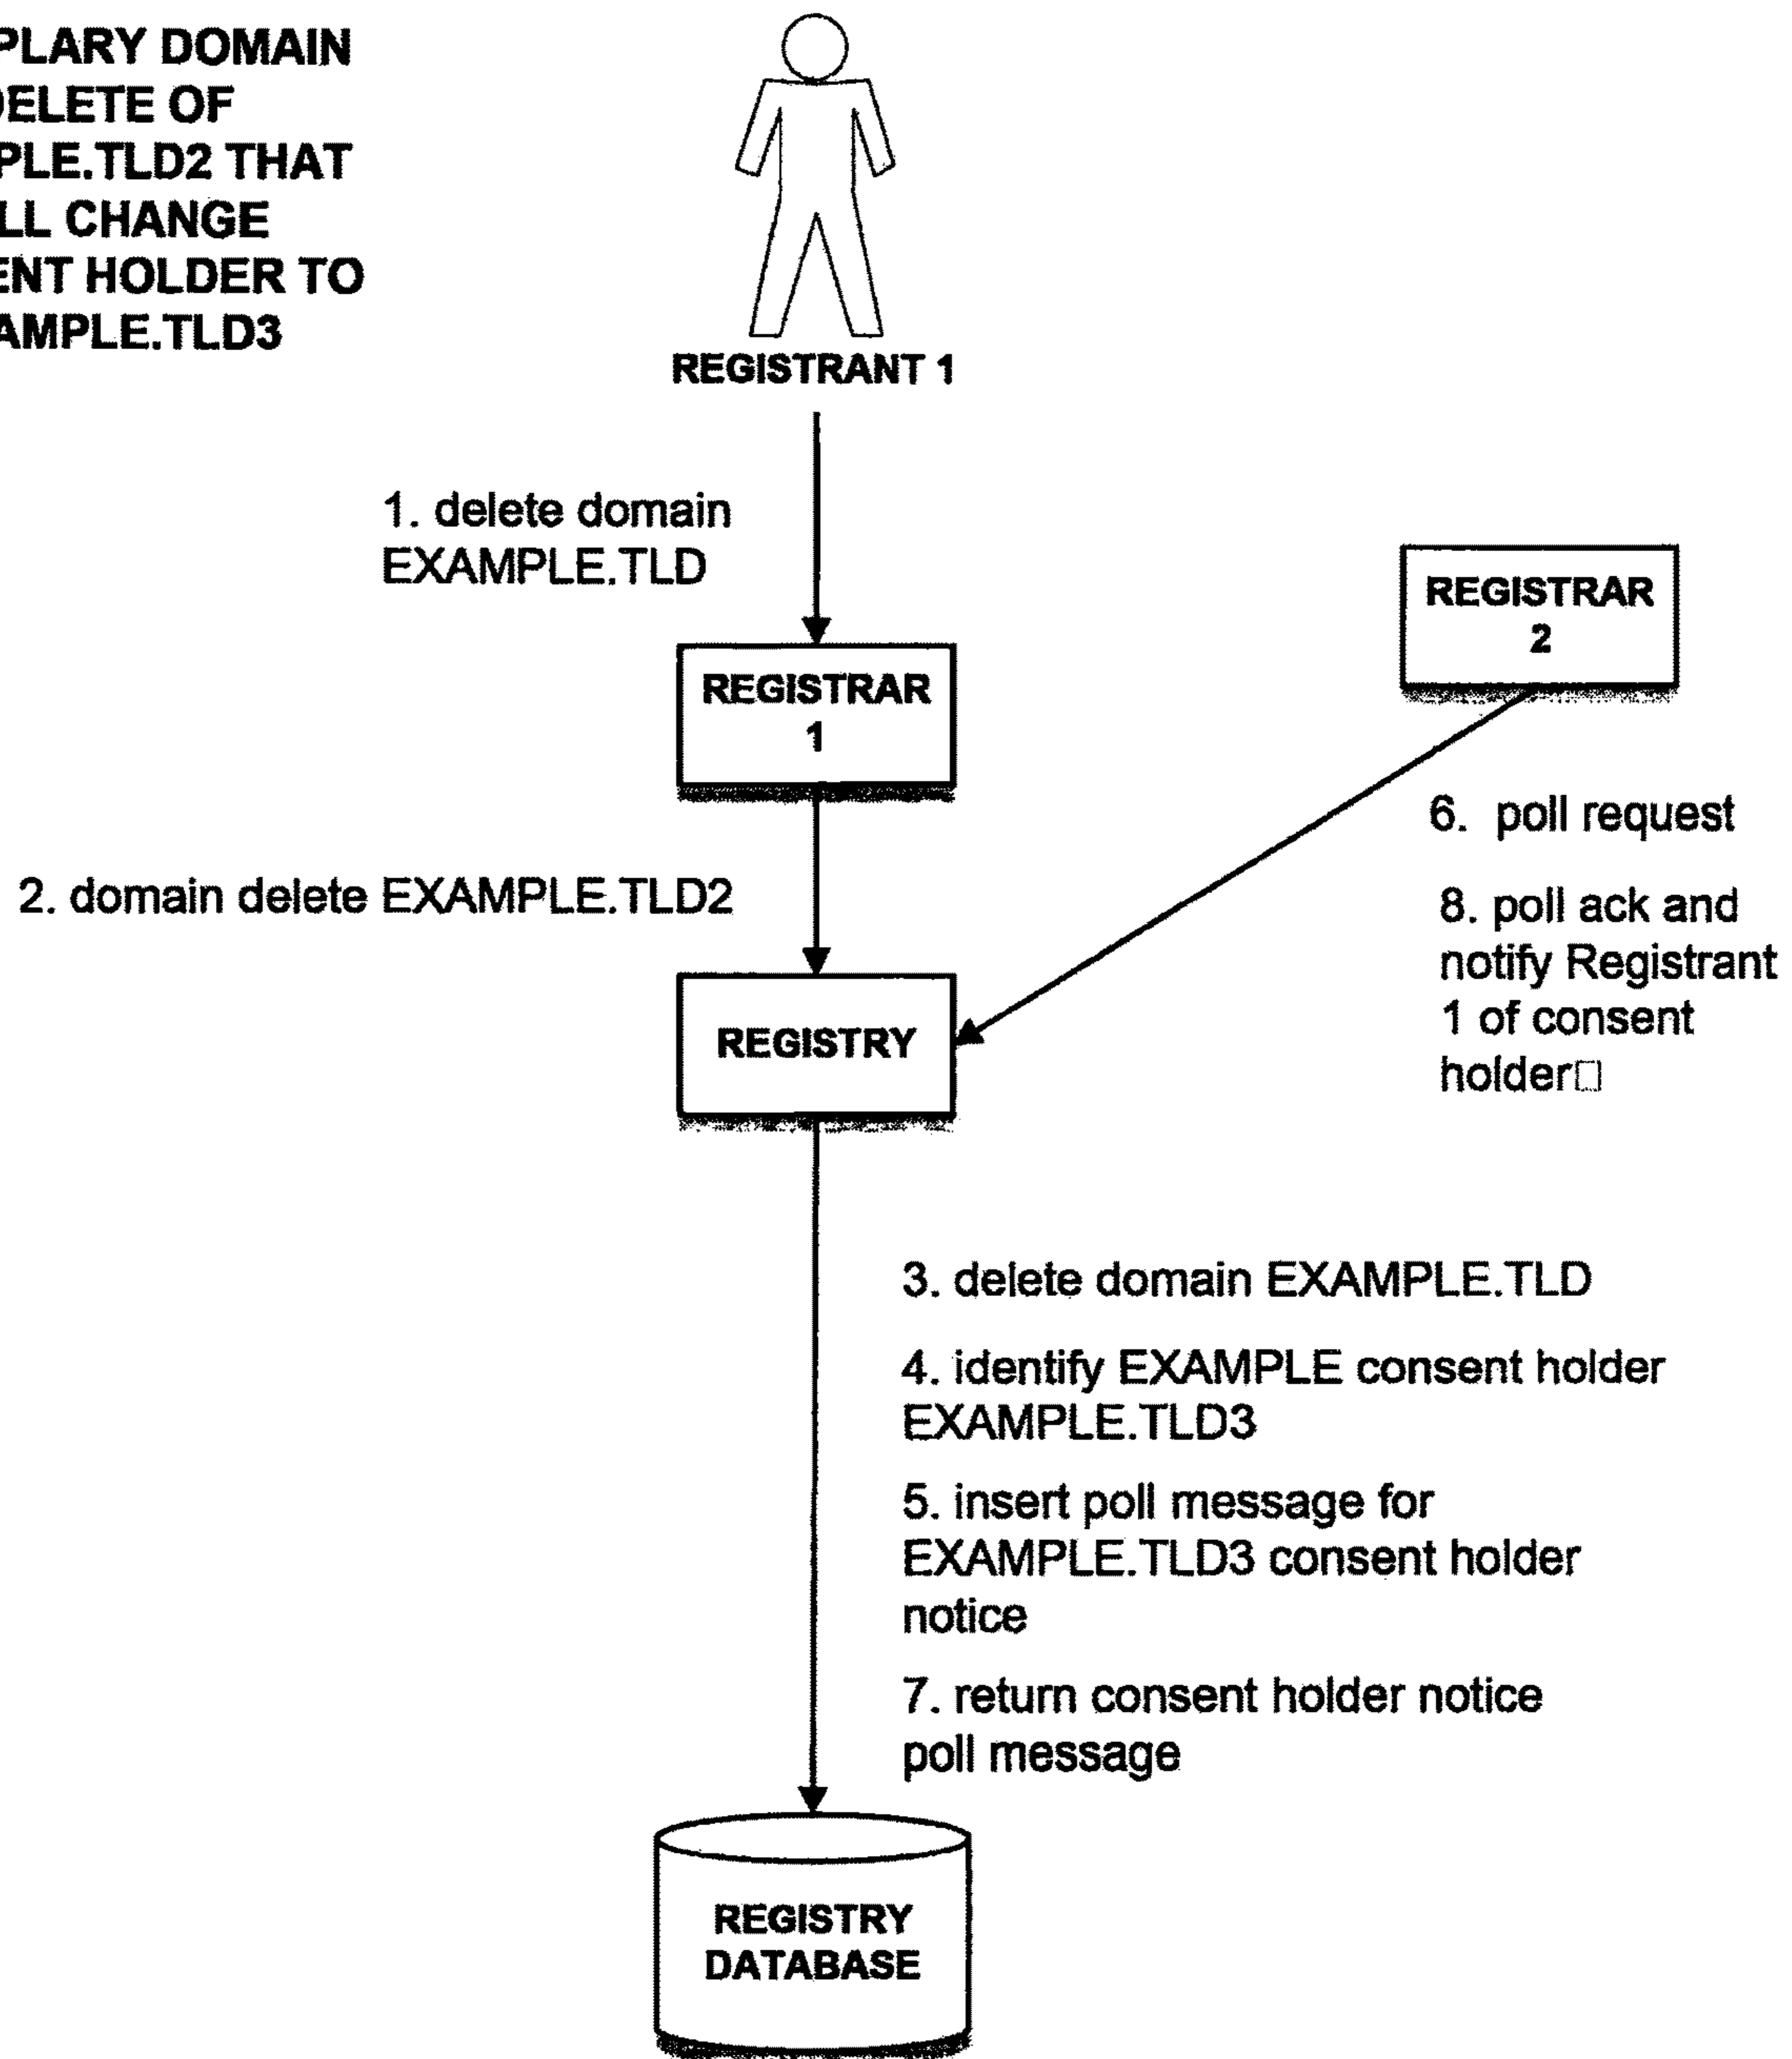 PLARY DOMAIN
DELETE OF
PLE.TLD2 THAT
LL CHANGE
ENT HOLDER TO
AMPLE.TLD3
REGISTRANT 1
1. delete domain
EXAMPLE.TLD
REGISTRAR
1
REGISTRAR
2
2. domain delete EXAMPLE.TLD2
6. poll request
8. poll ack and
notify Registrant
1 of consent
holder□
REGISTRY
3. delete domain EXAMPLE.TLD
4. identify EXAMPLE consent holder
EXAMPLE.TLD3
5. insert poll message for
EXAMPLE.TLD3 consent holder
notice
7. return consent holder notice
poll message
REGISTRY
DATABASE